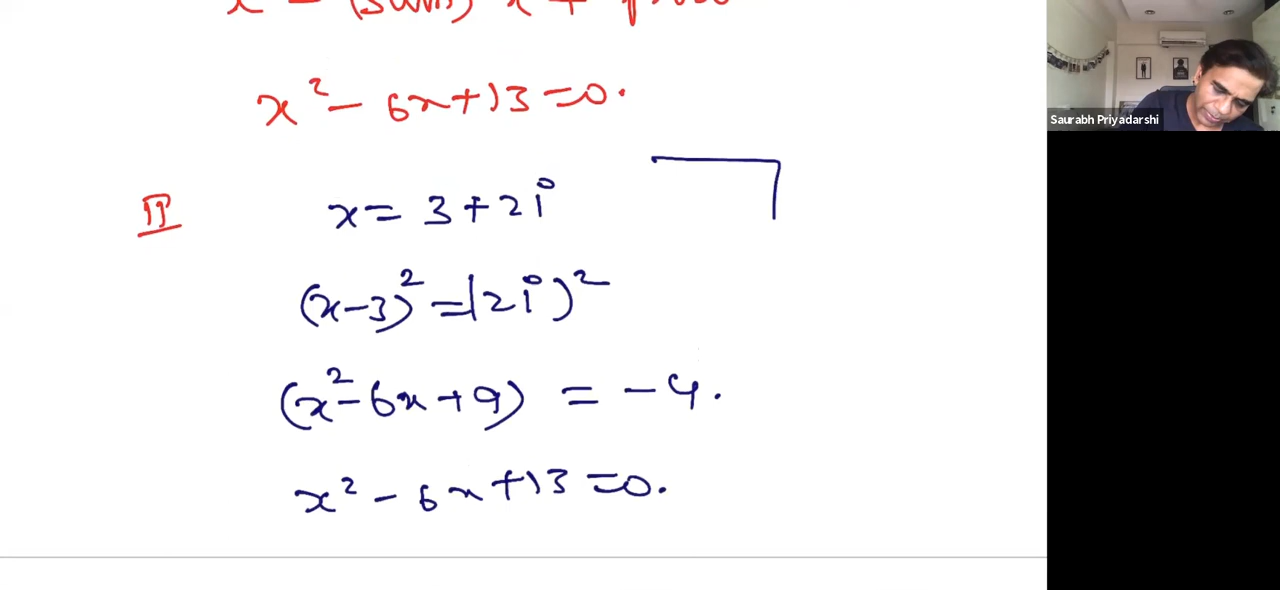 x² - 6x + 13 = 0.
Saurabh Priyadarshi
II x = 3 + 2i
(x-3)² = (2i)²
(x² - 6x + 9) = -4.
x² - 6x + 13 = 0.